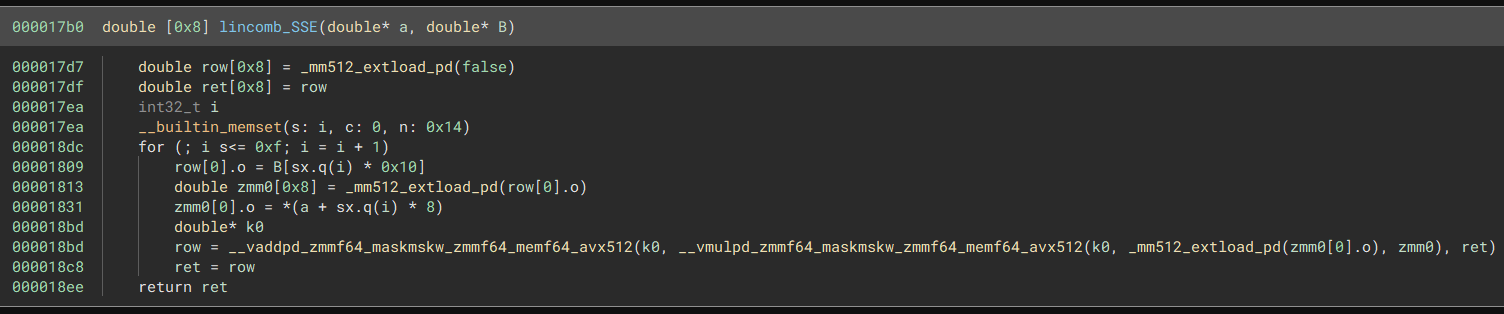 000017b0  double [0x8] lincomb_SSE(double* a, double* B)
000017d7      double row[0x8] = _mm512_extload_pd(false)
000017df      double ret[0x8] = row
000017ea      int32_t i
000017ea      __builtin_memset(s: i, c: 0, n: 0x14)
000018dc      for (; i s<= 0xf; i = i + 1)
00001809          row[0].o = B[sx.q(i) * 0x10]
00001813          double zmm0[0x8] = _mm512_extload_pd(row[0].o)
00001831          zmm0[0].o = *(a + sx.q(i) * 8)
000018bd          double* k0
000018bd          row = __vaddpd_zmmf64_maskmskw_zmmf64_memf64_avx512(k0, __vmulpd_zmmf64_maskmskw_zmmf64_memf64_avx512(k0, _mm512_extload_pd(zmm0[0].o), zmm0), ret)
000018c8          ret = row
000018ee      return ret